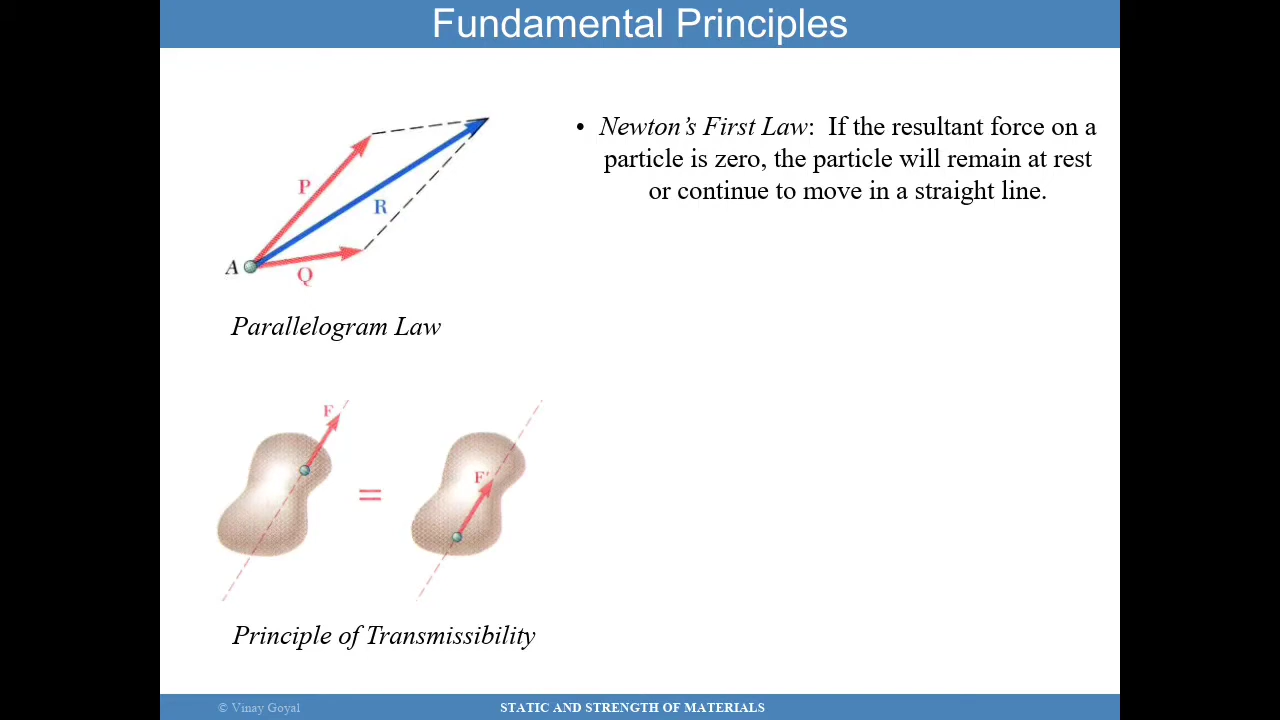 Fundamental Principles
P
R
A
Q
Parallelogram Law
• Newton’s First Law:  If the resultant force on a
particle is zero, the particle will remain at rest
or continue to move in a straight line.
F
=
F'
Principle of Transmissibility
© Vinay Goyal
STATIC AND STRENGTH OF MATERIALS